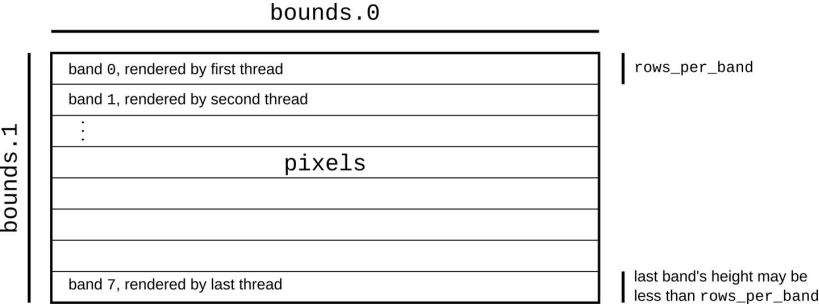 bounds.0
bounds.1
band 0, rendered by first thread
rows_per_band
band 1, rendered by second thread
⋮
pixels
band 7, rendered by last thread
last band's height may be
less than rows_per_band